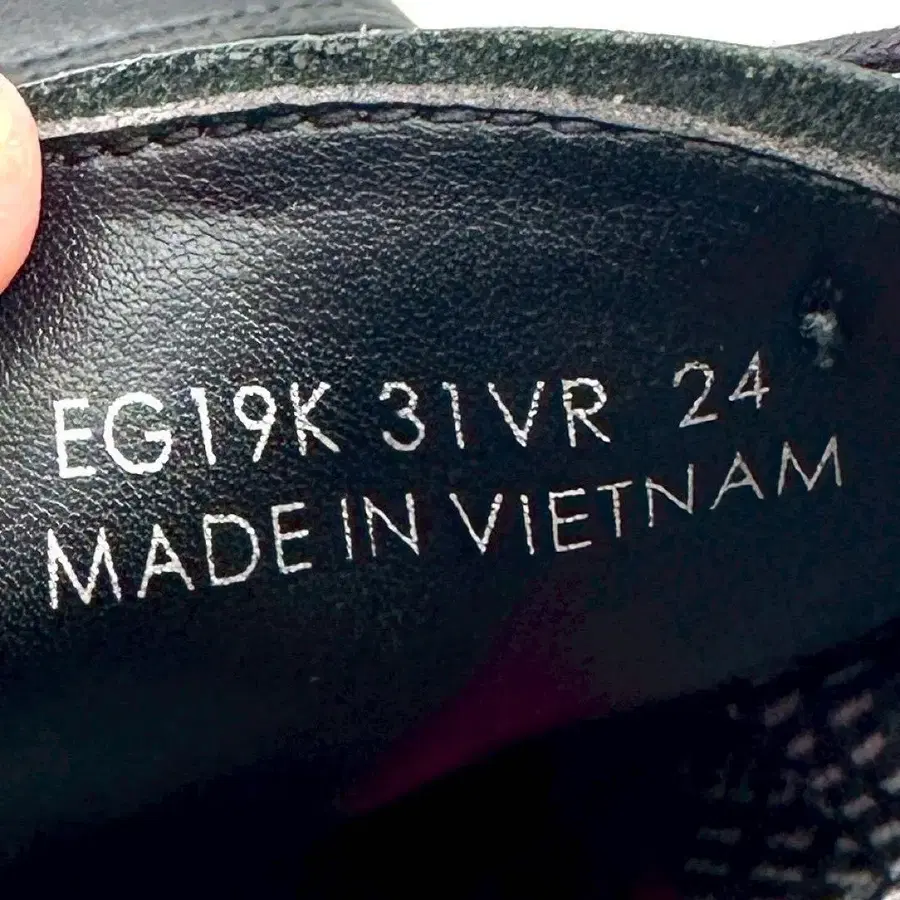 EG19K 31VR 24
MADE IN VIETNAM